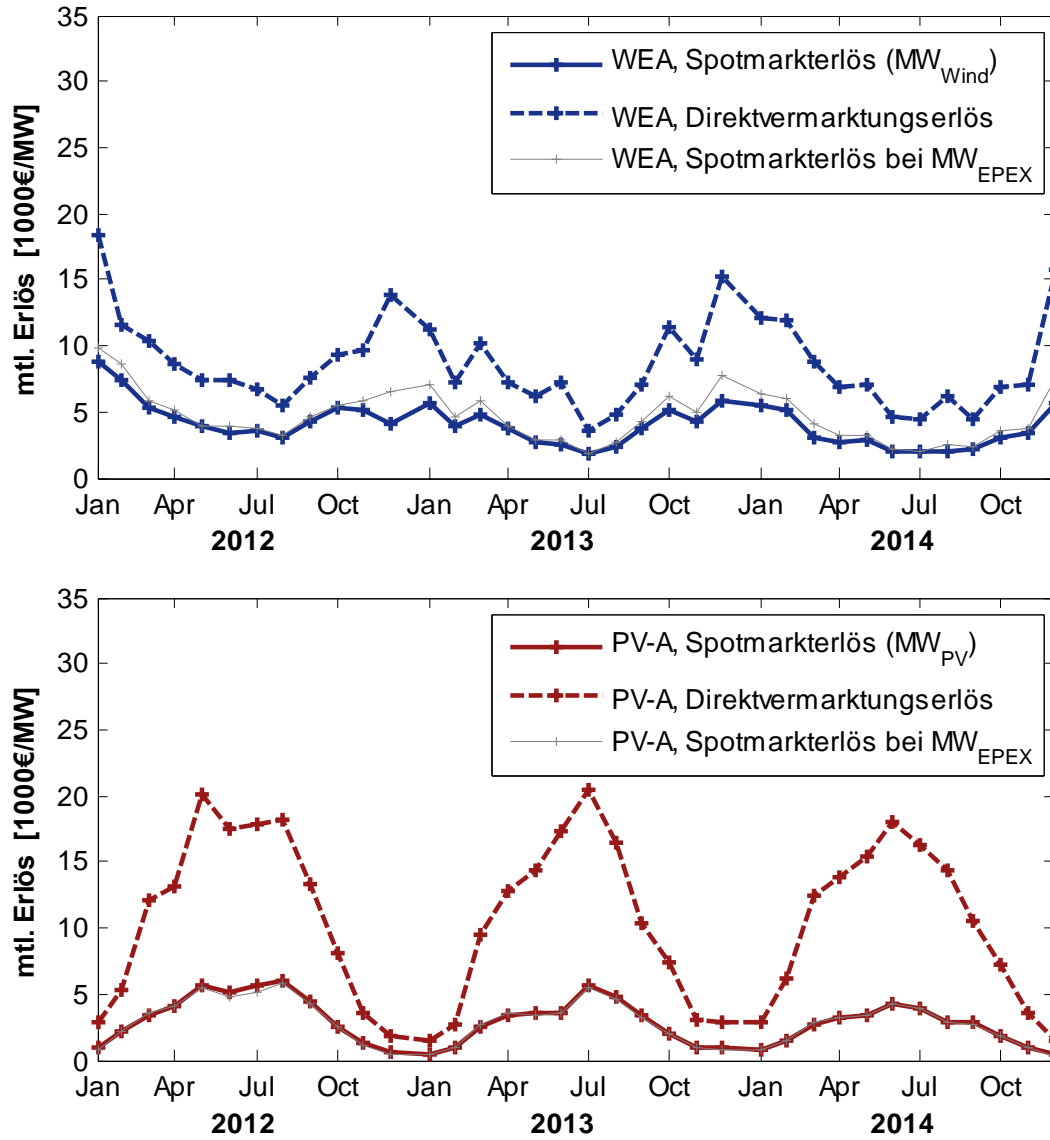 35
30
25
20
15
10
5
0
mtl. Erlös [1000€/MW]
WEA, Spotmarkterlös (MWWind)
WEA, Direktvermarktungserlös
WEA, Spotmarkterlös bei MWEPEX
Jan Apr Jul Oct Jan Apr Jul Oct Jan Apr Jul Oct
2012 2013 2014
35
30
25
20
15
10
5
0
mtl. Erlös [1000€/MW]
PV-A, Spotmarkterlös (MWPV)
PV-A, Direktvermarktungserlös
PV-A, Spotmarkterlös bei MWEPEX
Jan Apr Jul Oct Jan Apr Jul Oct Jan Apr Jul Oct
2012 2013 2014